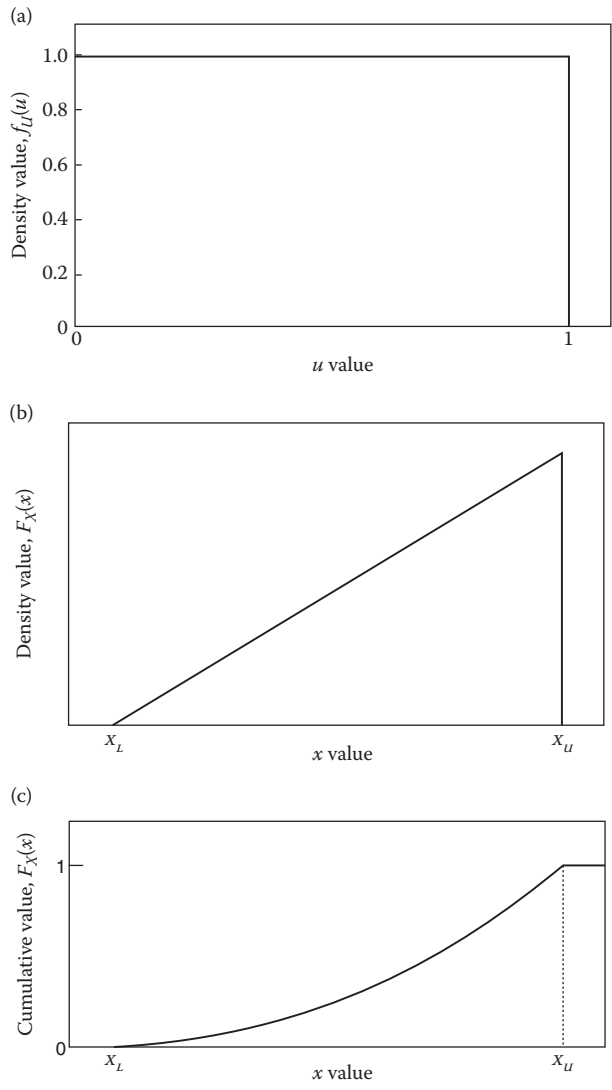 (a)
Density value, f_U(u)
1.0
0.8
0.6
0.4
0.2
0
0
1
u value
(b)
Density value, F_X(x)
X_L
X_U
x value
(c)
Cumulative value, F_X(x)
1
0
X_L
X_U
x value